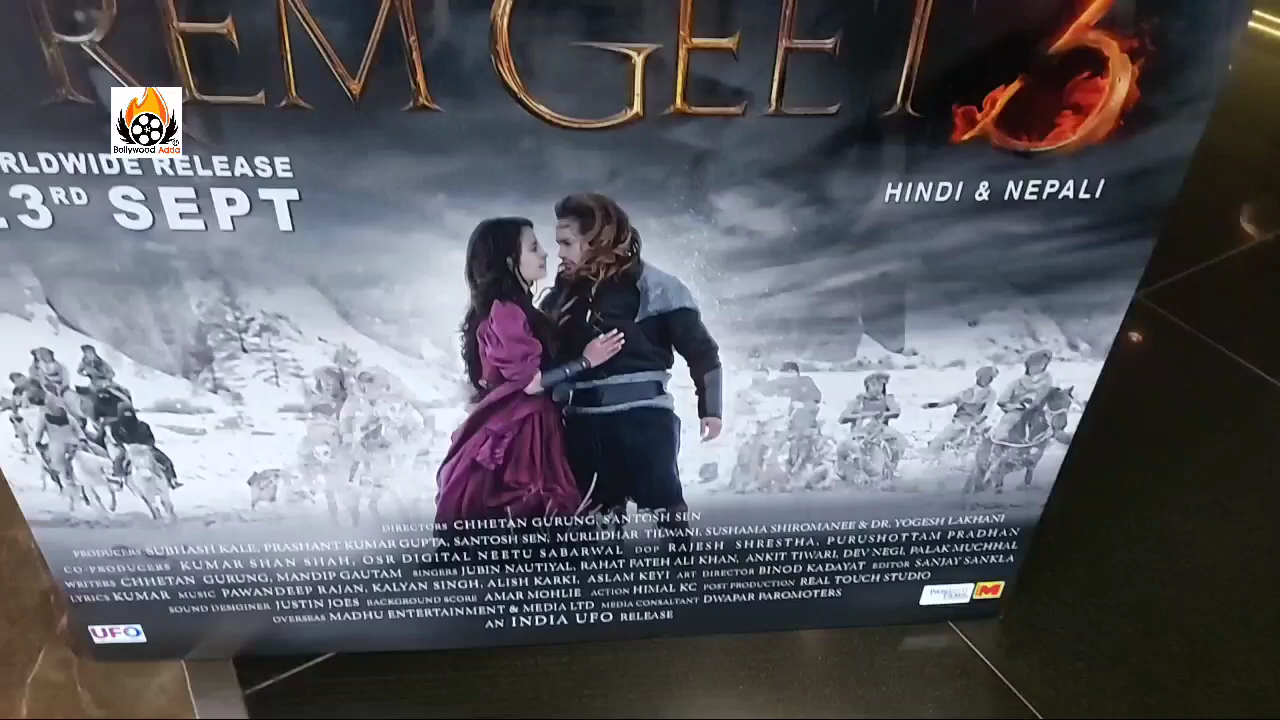 REM GEET 3
Bollywood Adda
RLDWIDE RELEASE
3RD SEPT
HINDI & NEPALI
DIRECTORS CHHETAN GURUNG, SANTOSH SEN
PRODUCERS SUBHASH KALE, PRASHANT KUMAR GUPTA, SANTOSH SEN, MURLIDHAR TILWANI, SUSHAMA SHIROMANEE & DR. YOGESH LAKHANI
CO-PRODUCERS KUMAR SHAN SHAH, OSR DIGITAL NEETU SABARWAL DOP RAJESH SHRESTHA, PURUSHOTTAM PRADHAN
WRITERS CHHETAN GURUNG, MANDIP GAUTAM SINGERS JUBIN NAUTIYAL, RAHAT FATEH ALI KHAN, ANKIT TIWARI, DEV NEGI, PALAK MUCHHAL
LYRICS KUMAR MUSIC PAWANDEEP RAJAN, KALYAN SINGH, ALISH KARKI, ASLAM KEYI ART DIRECTOR BINOD KADAYAT EDITOR SANJAY SANKLA
SOUND DESIGINER JUSTIN JOES BACKGROUND SCORE AMAR MOHLIE ACTION HIMAL KC POST PRODUCTION REAL TOUCH STUDIO
OVERSEAS MADHU ENTERTAINMENT & MEDIA LTD MEDIA CONSALTANT DWAPAR PAROMOTERS
AN INDIA UFO RELEASE
UFO